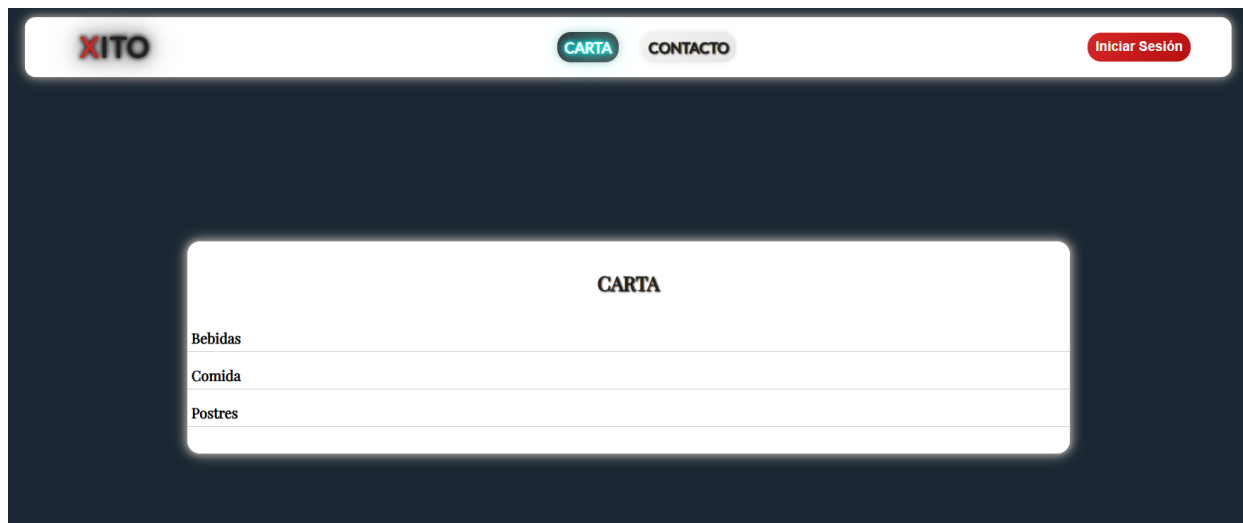 XITO
CARTA
CONTACTO
Iniciar Sesión
CARTA
Bebidas
Comida
Postres